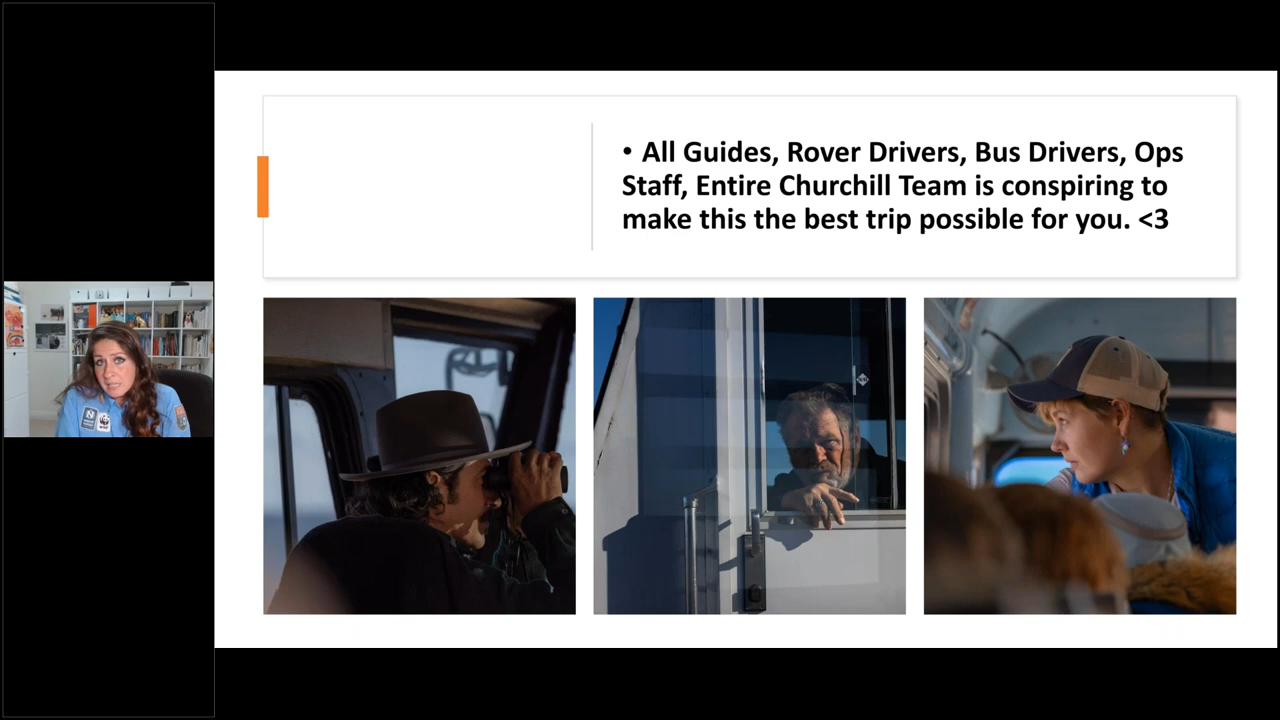 • All Guides, Rover Drivers, Bus Drivers, Ops
Staff, Entire Churchill Team is conspiring to
make this the best trip possible for you. <3